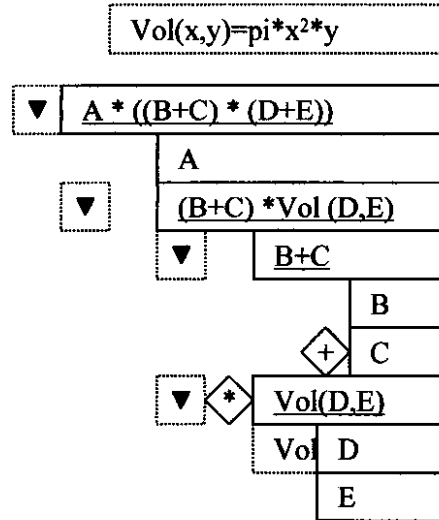 Vol(x,y)=pi*x²*y
▼ A * ((B+C) * (D+E))
A
▼ (B+C) *Vol (D,E)
▼ B+C
B
+ C
▼ * Vol(D,E)
Vol D
E